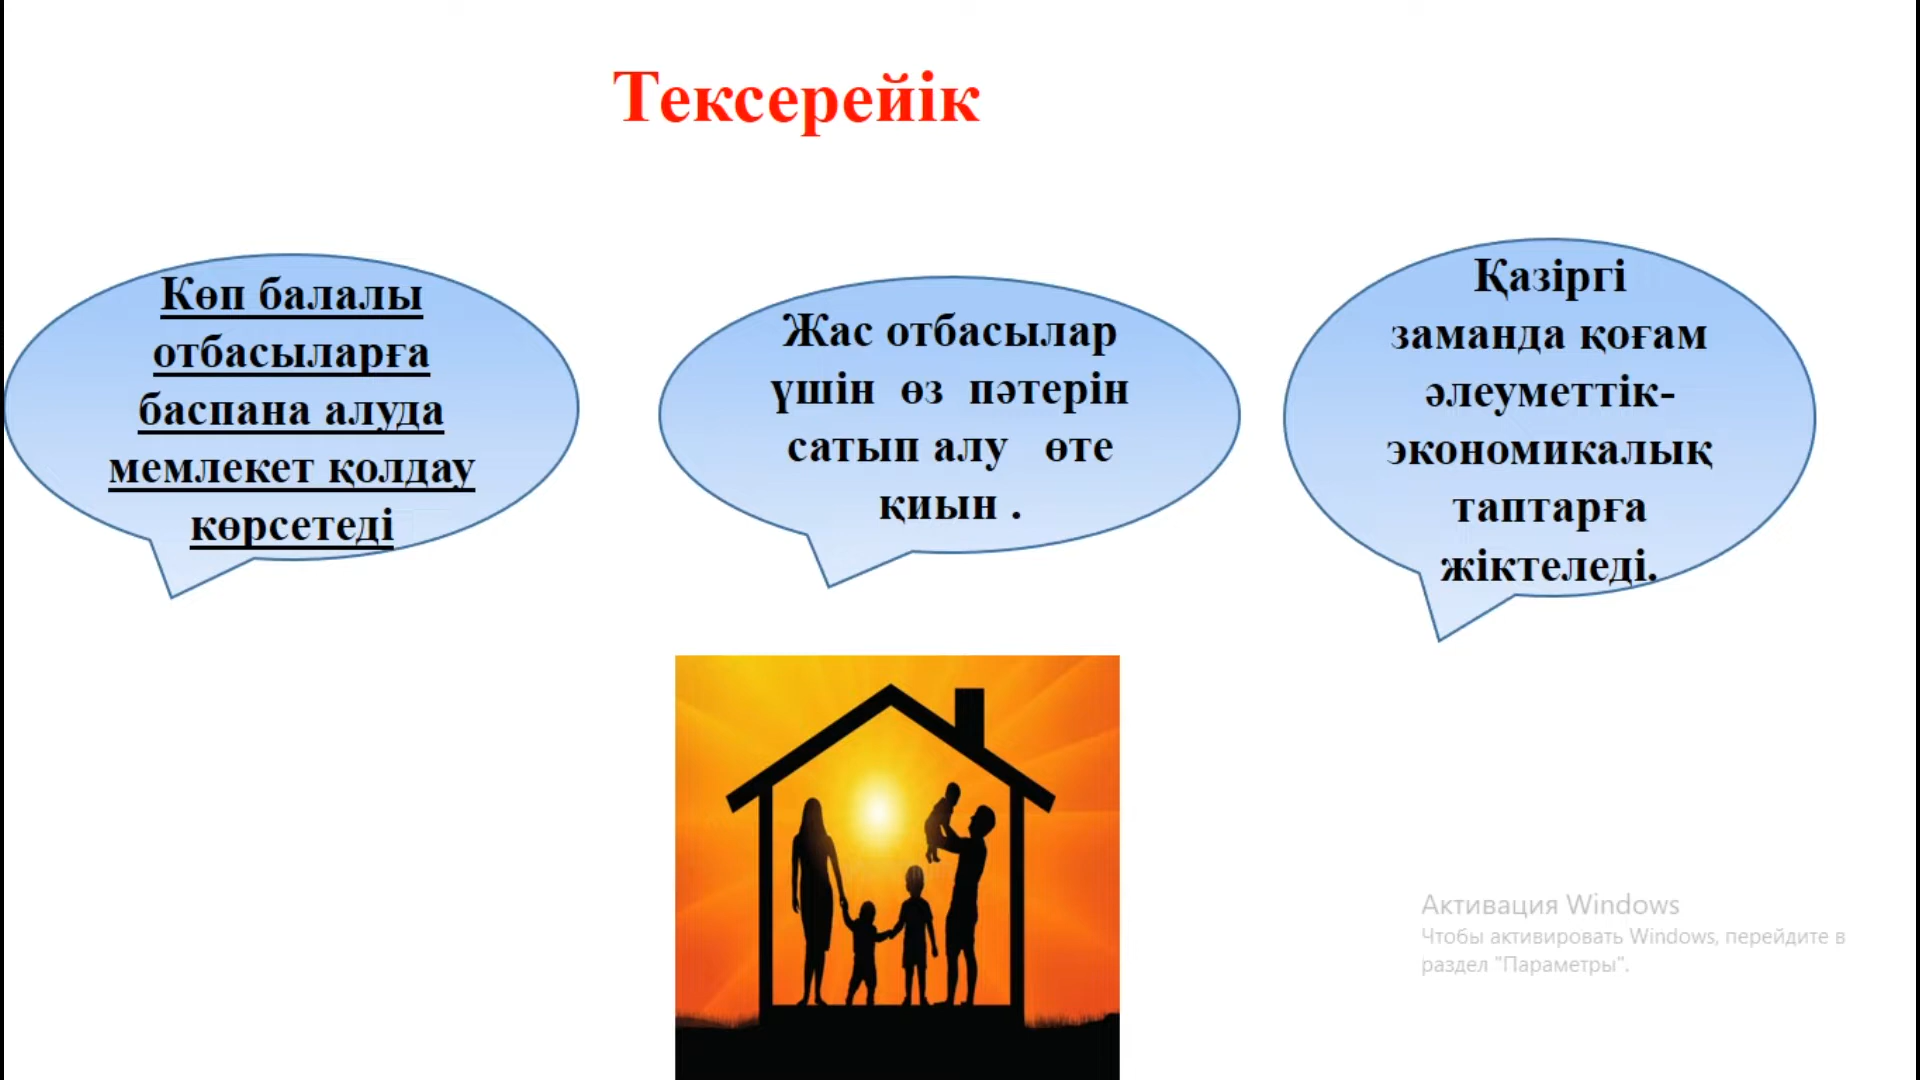 Тексерейік
Көп балалы
отбасыларға
баспана алуда
мемлекет қолдау
көрсетеді
Жас отбасылар
үшін өз пәтерін
сатып алу өте
қиын .
Қазіргі
заманда қоғам
әлеуметтік-
экономикалық
таптарға
жіктеледі.
Активация Windows
Чтобы активировать Windows, перейдите в
раздел "Параметры".